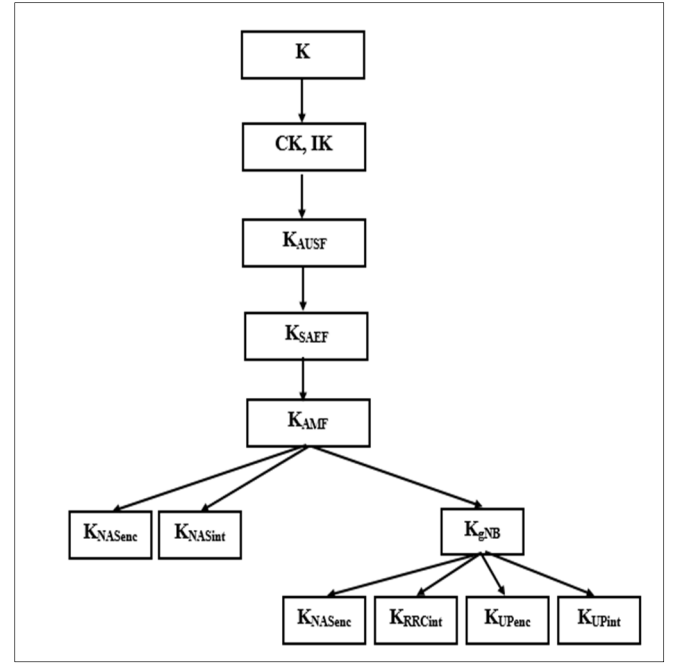 K
CK, IK
KAUSF
KSAEF
KAMF
KNASenc KNASint
KgNB
KNASenc KRRCint KUPenc KUPint